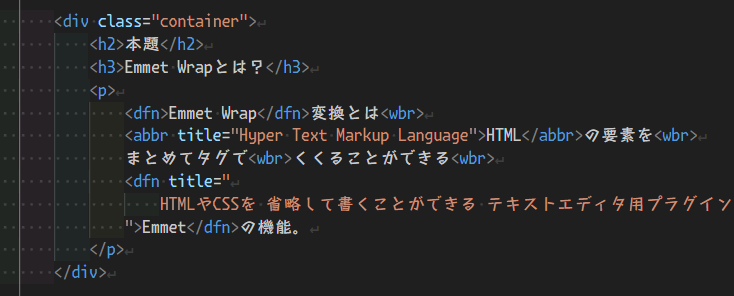 <div class="container">
<h2>本題</h2>
<h3>Emmet Wrapとは？</h3>
<p>
<dfn>Emmet Wrap</dfn>変換とは<wbr>
<abbr title="Hyper Text Markup Language">HTML</abbr>の要素を<wbr>
まとめてタグで<wbr>くくることができる<wbr>
<dfn title="
HTMLやCSSを 省略して書くことができる テキストエディタ用プラグイン
">Emmet</dfn>の機能。
</p>
</div>